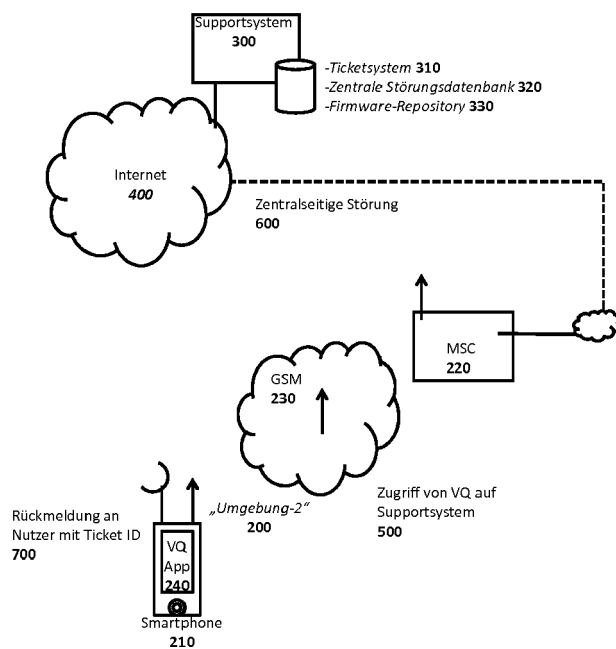 Supportsystem
300
-Ticketsystem 310
-Zentrale Störungsdatenbank 320
-Firmware-Repository 330
Internet
400
Zentralseitige Störung
600
MSC
220
GSM
230
Zugriff von VQ auf
Supportsystem
500
„Umgebung-2“
200
Rückmeldung an
Nutzer mit Ticket ID
700
VQ
App
240
Smartphone
210